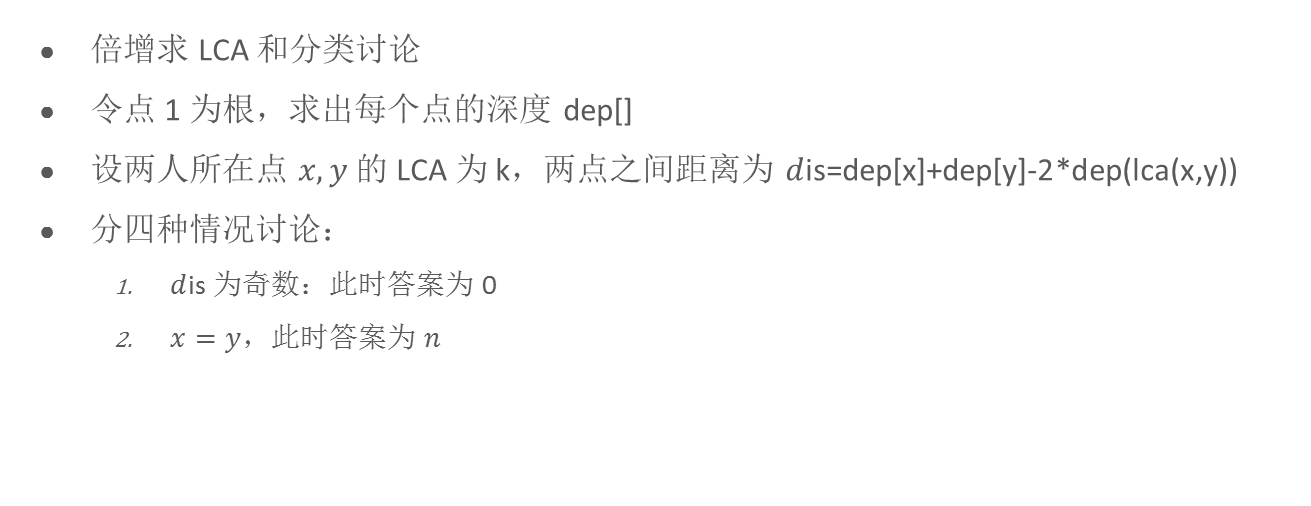 • 倍增求 LCA 和分类讨论
• 令点 1 为根，求出每个点的深度 dep[]
• 设两人所在点 x, y 的 LCA 为 k，两点之间距离为 dis=dep[x]+dep[y]-2*dep(lca(x,y))
• 分四种情况讨论：
1. dis 为奇数：此时答案为 0
2. x = y，此时答案为 n